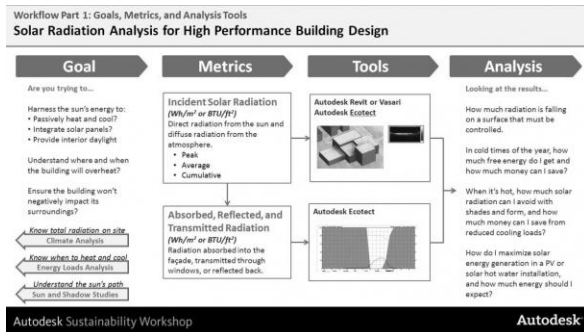 Workflow Part 1: Goals, Metrics, and Analysis Tools
Solar Radiation Analysis for High Performance Building Design
Goal
Are you trying to...
Harness the sun's energy to:
• Passively heat and cool?
• Integrate solar panels?
• Provide interior daylight
Understand where and when
the building will overheat?
Ensure the building won't
negatively impact its
surroundings?
Know total radiation on site
Climate Analysis
Know when to heat and cool
Energy Loads Analysis
Understand the sun's path
Sun and Shadow Studies
Metrics
Incident Solar Radiation
(Wh/m² or BTU/ft²)
Direct radiation from the sun and
diffuse radiation from the
atmosphere.
• Peak
• Average
• Cumulative
Absorbed, Reflected, and
Transmitted Radiation
(Wh/m² or BTU/ft²)
Radiation absorbed into the
façade, transmitted through
windows, or reflected back.
Tools
Autodesk Revit or Vasari
Autodesk Ecotect
Autodesk Ecotect
Analysis
Looking at the results...
How much radiation is falling
on a surface that must be
controlled.
In cold times of the year, how
much free energy do I get and
how much money can I save?
When it's hot, how much solar
radiation can I avoid with
shades and form, and how
much money can I save from
reduced cooling loads?
How do I maximize solar
energy generation in a PV or
solar hot water installation,
and how much energy should I
expect?
Autodesk Sustainability Workshop
Autodesk